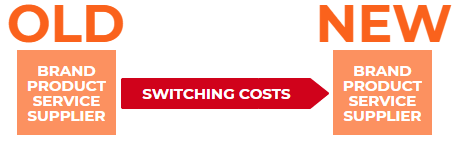 OLD
NEW
BRAND
PRODUCT
SERVICE
SUPPLIER
SWITCHING COSTS
BRAND
PRODUCT
SERVICE
SUPPLIER